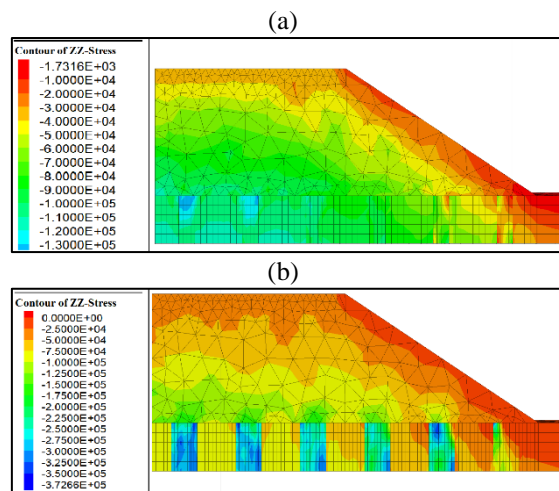 (a)
Contour of ZZ-Stress
-1.7316E+03
-1.0000E+04
-2.0000E+04
-3.0000E+04
-4.0000E+04
-5.0000E+04
-6.0000E+04
-7.0000E+04
-8.0000E+04
-9.0000E+04
-1.0000E+05
-1.1000E+05
-1.2000E+05
-1.3000E+05
(b)
Contour of ZZ-Stress
0.0000E+00
-2.5000E+04
-5.0000E+04
-7.5000E+04
-1.0000E+05
-1.2500E+05
-1.5000E+05
-1.7500E+05
-2.0000E+05
-2.2500E+05
-2.5000E+05
-2.7500E+05
-3.0000E+05
-3.2500E+05
-3.5000E+05
-3.7266E+05